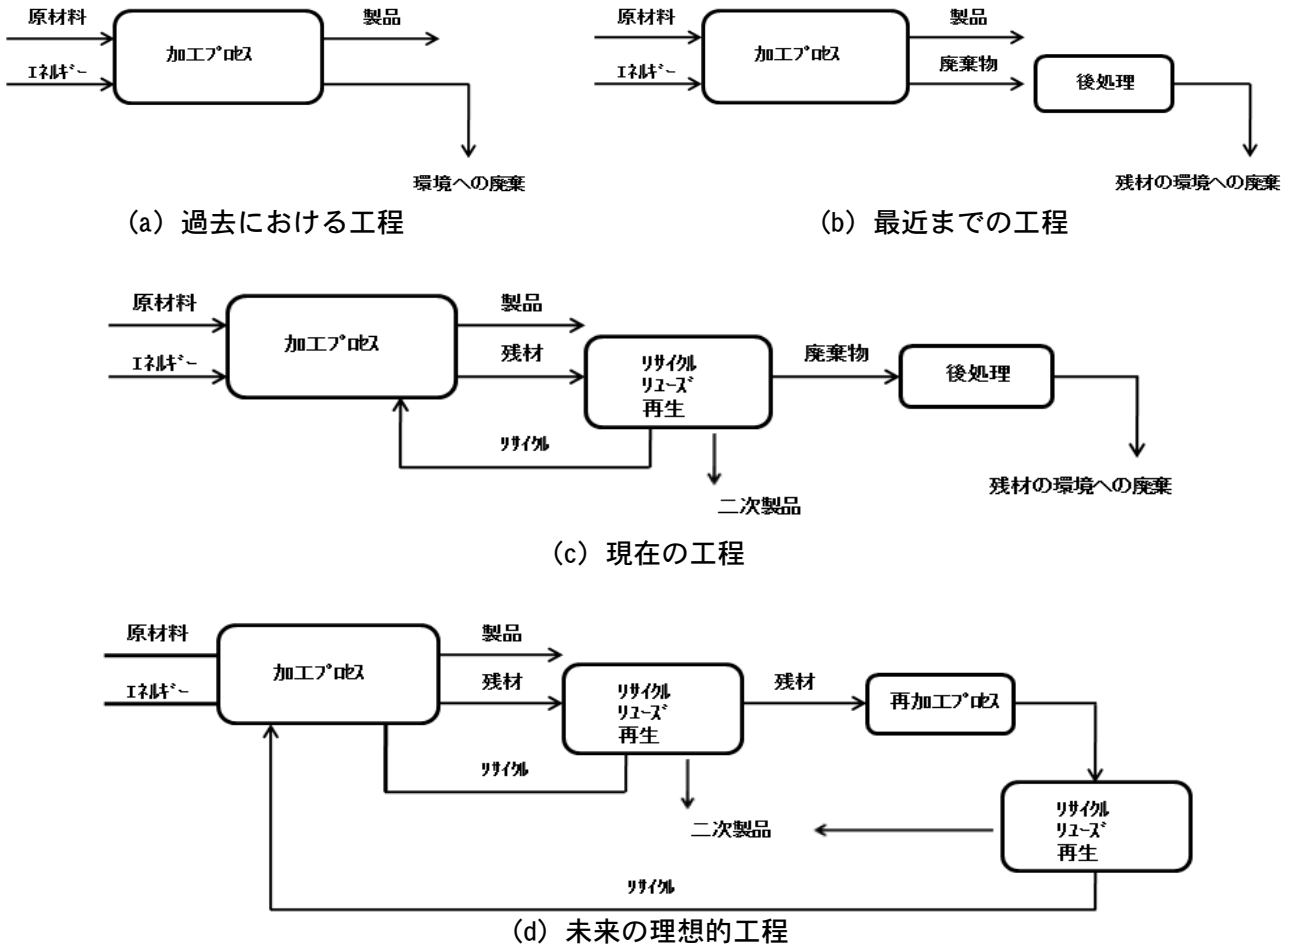 原材料
製品
加工ﾌﾟﾛｾｽ
ｴﾈﾙｷﾞｰ
環境への廃棄
(a) 過去における工程
原材料
製品
加工ﾌﾟﾛｾｽ
ｴﾈﾙｷﾞｰ
廃棄物
後処理
残材の環境への廃棄
(b) 最近までの工程
原材料
製品
加工ﾌﾟﾛｾｽ
ｴﾈﾙｷﾞｰ
残材
ﾘｻｲｸﾙ
ﾘﾕｰｽﾞ
再生
廃棄物
後処理
ﾘｻｲｸﾙ
二次製品
残材の環境への廃棄
(c) 現在の工程
原材料
製品
加工ﾌﾟﾛｾｽ
ｴﾈﾙｷﾞｰ
残材
ﾘｻｲｸﾙ
ﾘﾕｰｽﾞ
再生
残材
再加工ﾌﾟﾛｾｽ
ﾘｻｲｸﾙ
二次製品
ﾘｻｲｸﾙ
ﾘﾕｰｽﾞ
再生
ﾘｻｲｸﾙ
(d) 未来の理想的工程